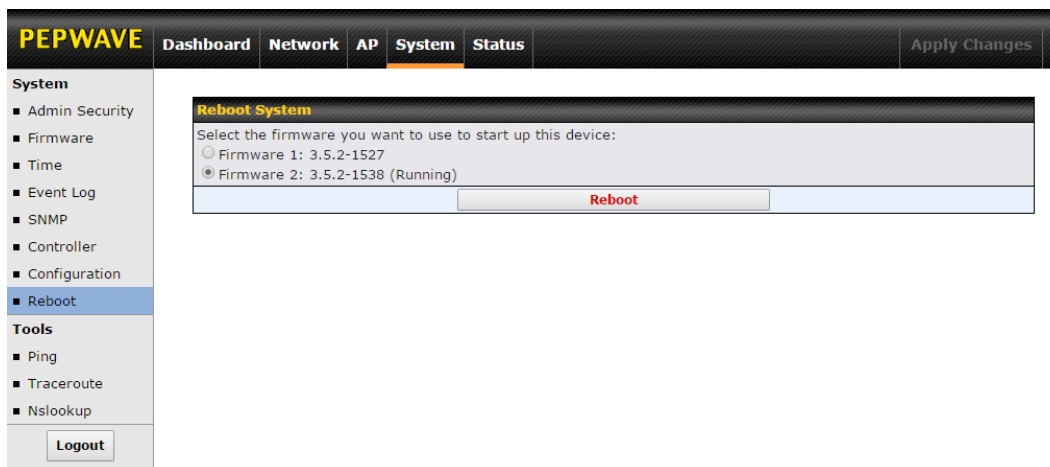 PEPWAVE
Dashboard Network AP System Status Apply Changes
System
Admin Security
Firmware
Time
Event Log
SNMP
Controller
Configuration
Reboot
Tools
Ping
Traceroute
Nslookup
Logout
Reboot System
Select the firmware you want to use to start up this device:
Firmware 1: 3.5.2-1527
Firmware 2: 3.5.2-1538 (Running)
Reboot